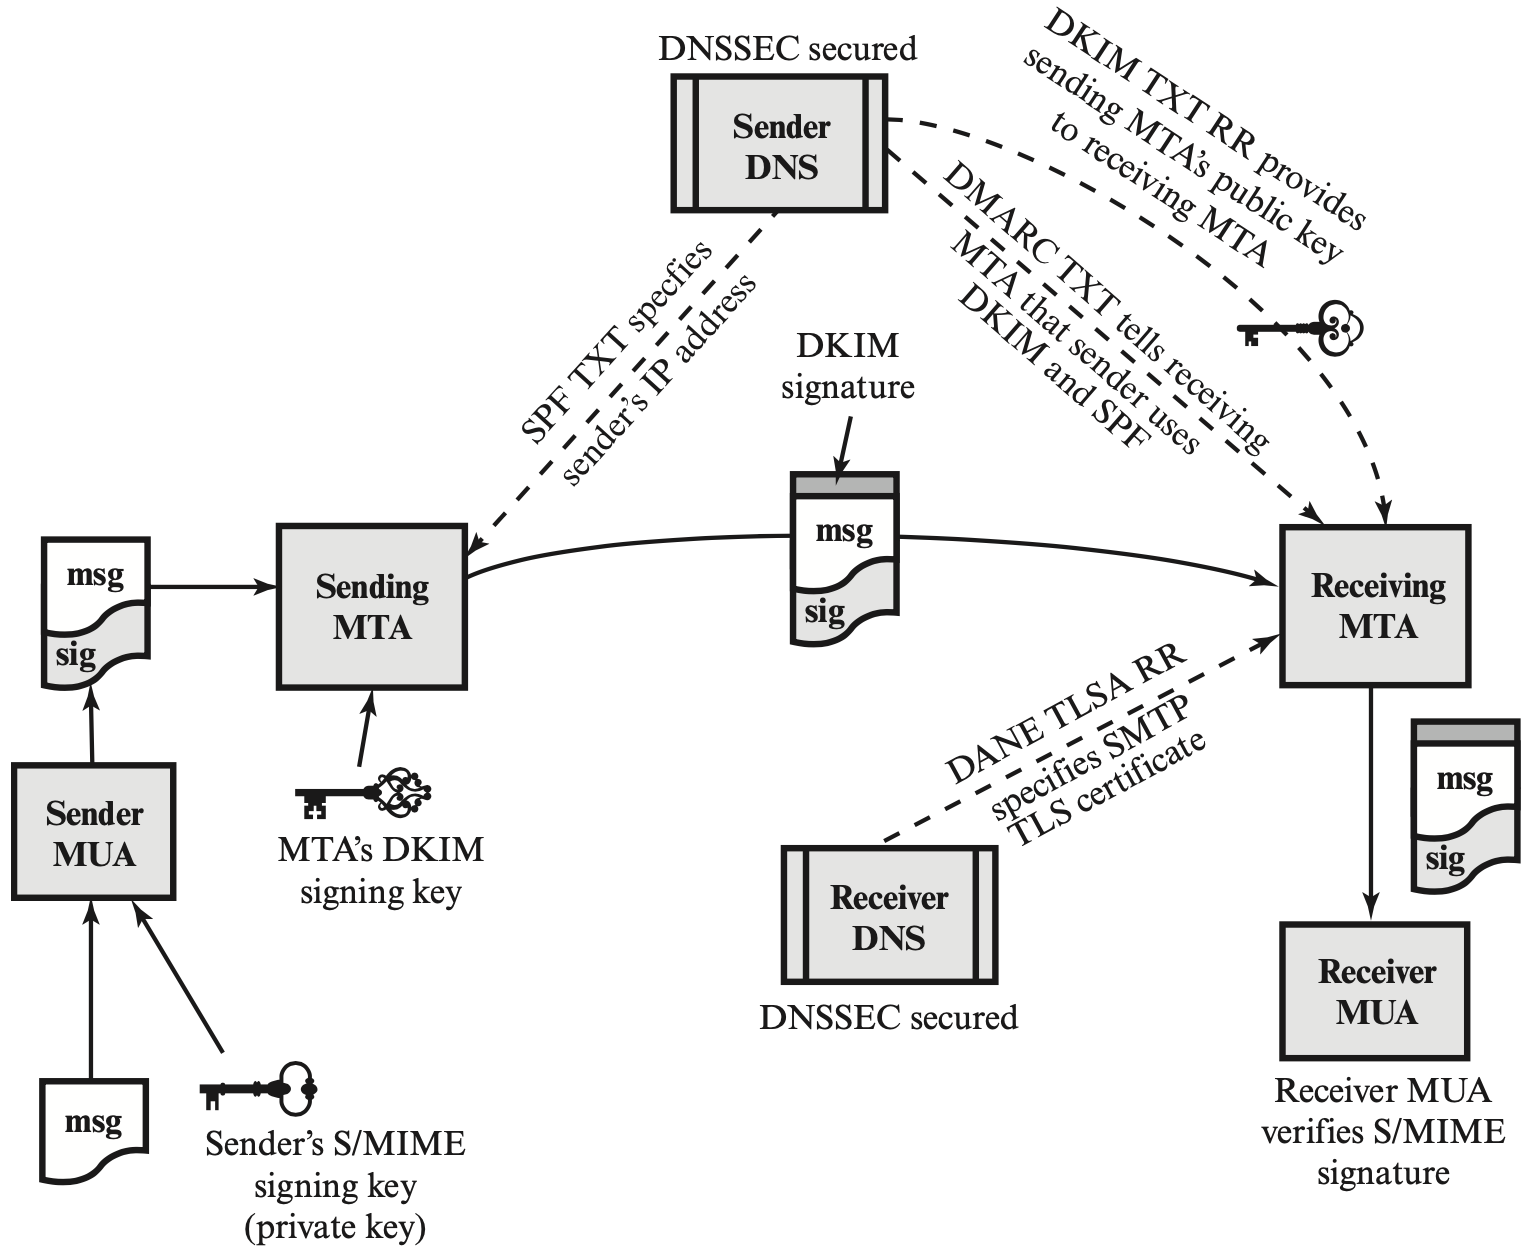 DNSSEC secured
Sender
DNS
DKIM TXT RR provides
sending MTA’s public key
to receiving MTA
DMARC TXT tells receiving
MTA that sender uses
DKIM and SPF
SPF TXT specfies
sender’s IP address
DKIM
signature
msg
sig
Sending
MTA
msg
sig
Receiving
MTA
DANE TLSA RR
specifies SMTP
TLS certificate
Sender
MUA
MTA’s DKIM
signing key
msg
sig
Receiver
DNS
DNSSEC secured
Receiver
MUA
Receiver MUA
verifies S/MIME
signature
msg
Sender’s S/MIME
signing key
(private key)